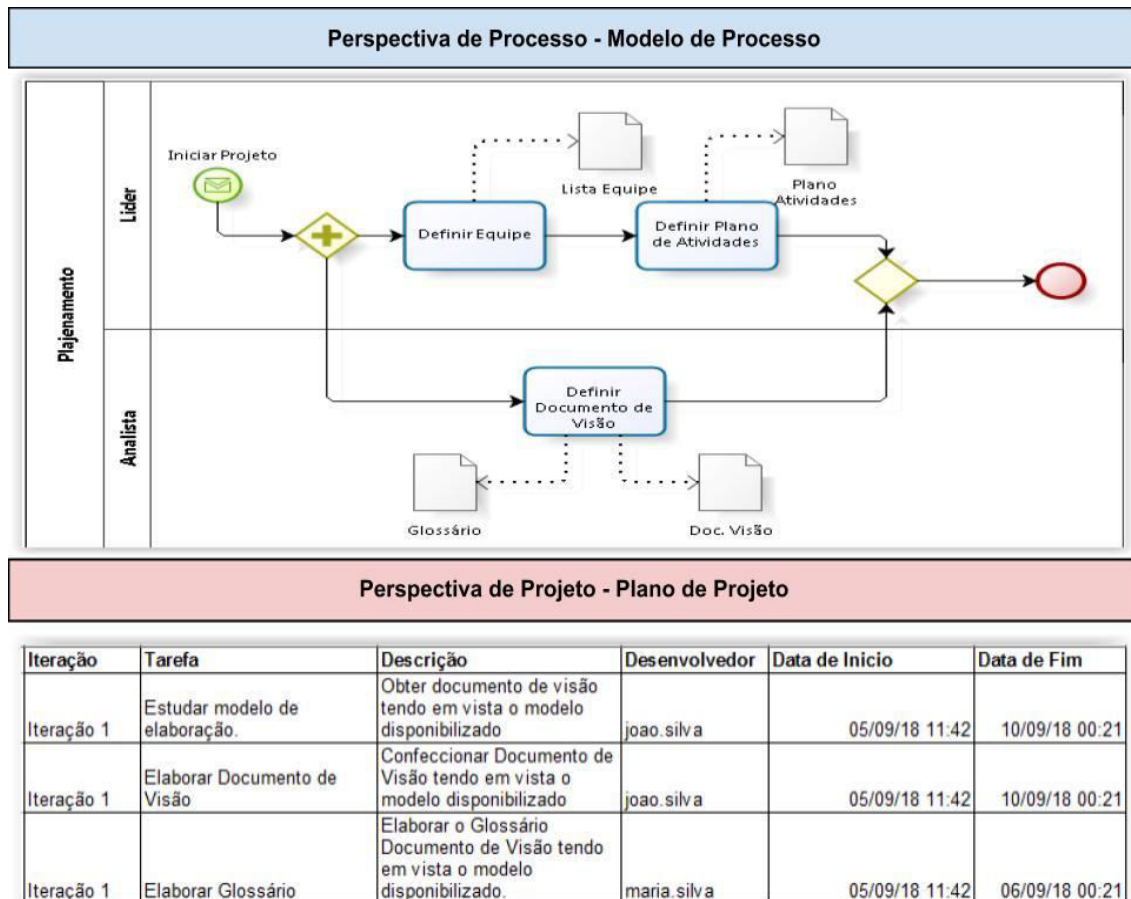 Perspectiva de Processo - Modelo de Processo
Plajenamento
Lider
Iniciar Projeto
Definir Equipe
Lista Equipe
Definir Plano
de Atividades
Plano
Atividades
Analista
Definir
Documento de
Visão
Glossário
Doc. Visão
Perspectiva de Projeto - Plano de Projeto
Iteração Tarefa Descrição Desenvolvedor Data de Inicio Data de Fim
Obter documento de visão
Estudar modelo de tendo em vista o modelo
Iteração 1 elaboração. disponibilizado joao.silva 05/09/18 11:42 10/09/18 00:21
Confeccionar Documento de
Elaborar Documento de Visão tendo em vista o
Iteração 1 Visão modelo disponibilizado joao.silva 05/09/18 11:42 10/09/18 00:21
Elaborar o Glossário
Documento de Visão tendo
em vista o modelo
Iteração 1 Elaborar Glossário disponibilizado. maria.silva 05/09/18 11:42 06/09/18 00:21